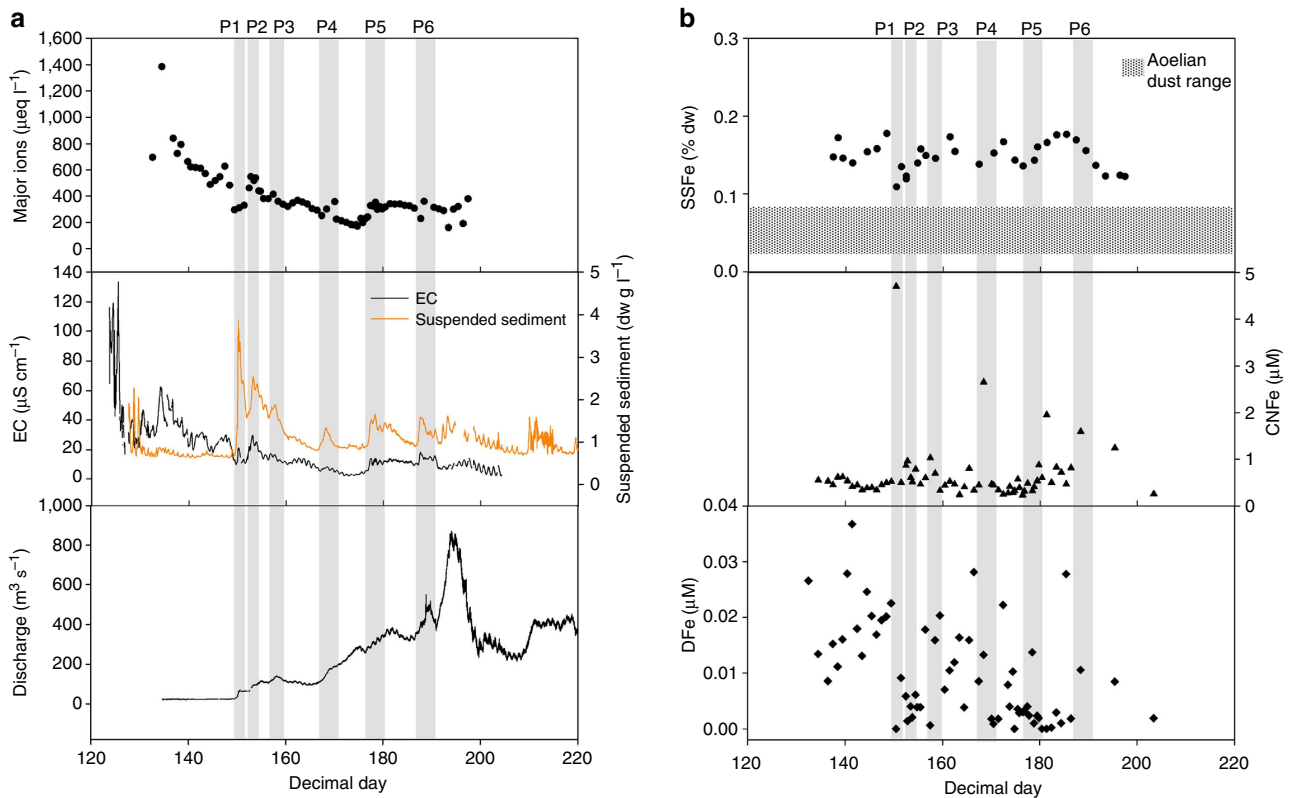 a
P1 P2 P3 P4 P5 P6
Major ions (µeq l⁻¹)
1,600
1,400
1,200
1,000
800
600
400
200
0
EC (µS cm⁻¹)
140
120
100
80
60
40
20
0
EC
Suspended sediment
Suspended sediment (dw g l⁻¹)
5
4
3
2
1
0
Discharge (m³ s⁻¹)
1,000
800
600
400
200
0
120 140 160 180 200 220
Decimal day
b
P1 P2 P3 P4 P5 P6
SSFe (% dw)
0.3
0.2
0.1
0.0
Aoelian
dust range
CNFe (µM)
5
4
3
2
1
0
DFe (µM)
0.04
0.03
0.02
0.01
0.00
120 140 160 180 200 220
Decimal day